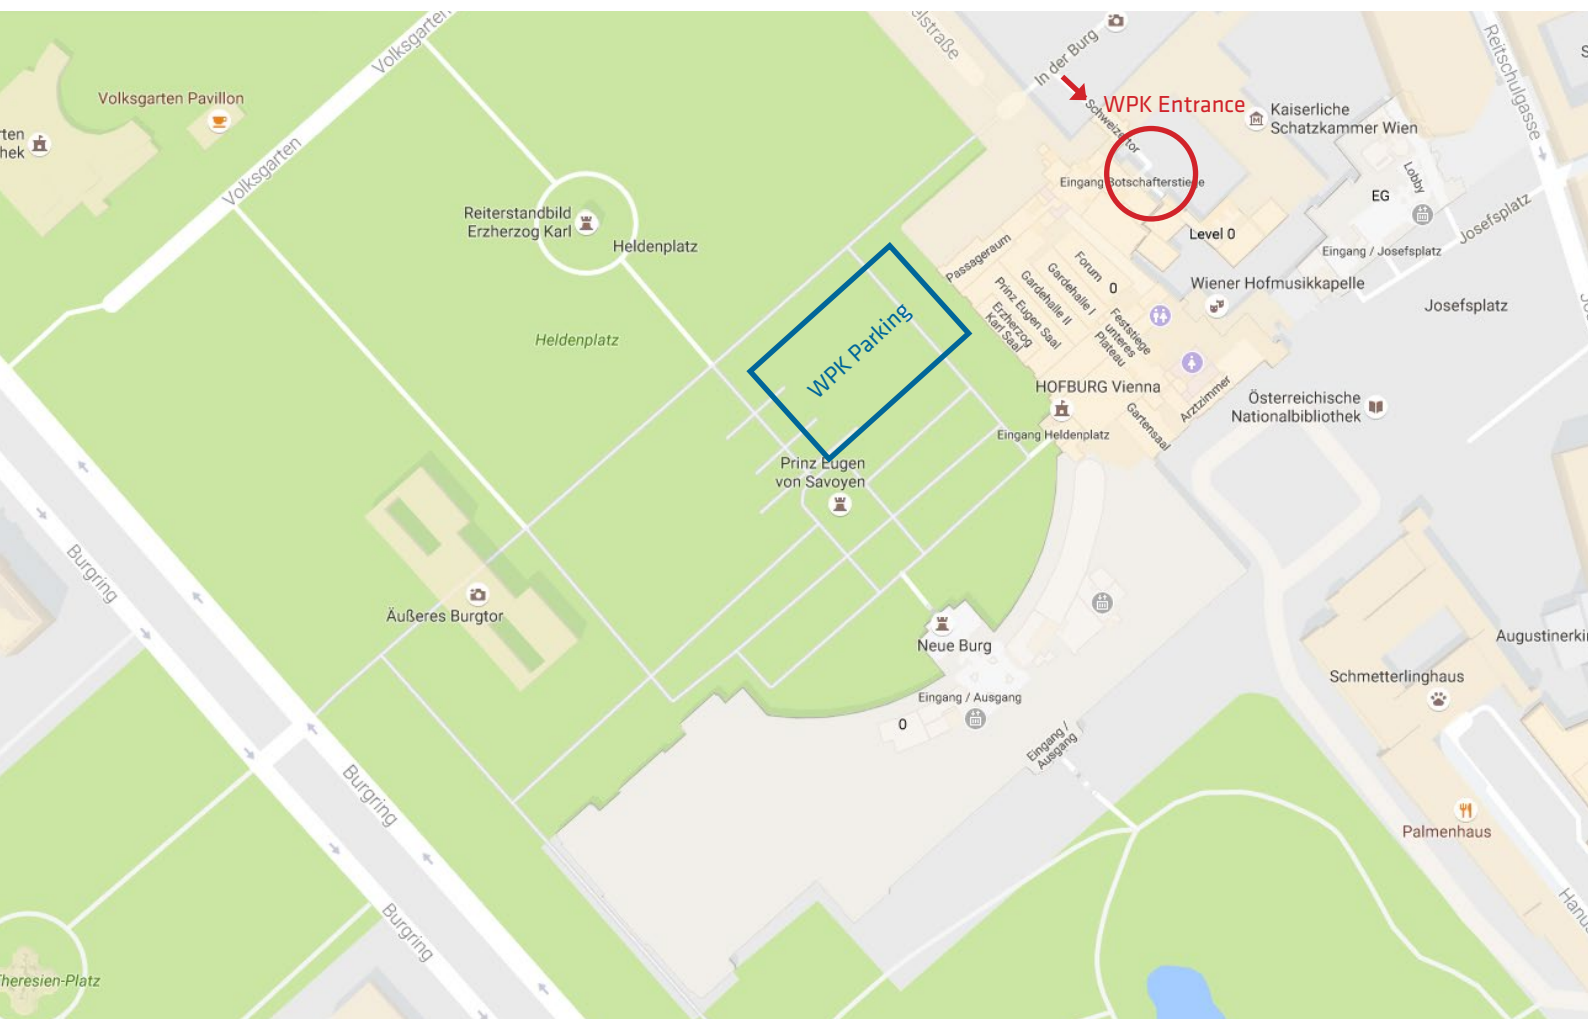 Volksgarten
elstraße
In der Burg
Reitschulgasse
S
Volksgarten Pavillon
WPK Entrance
Schweizertor
Kaiserliche
Schatzkammer Wien
rten
hek
Volksgarten
Eingang Botschafterstiege
Lobby
EG
Josefsplatz
Reiterstandbild
Erzherzog Karl
Heldenplatz
Level 0
Eingang / Josefsplatz
Passageraum
Forum
0
Gardehalle I
Gardehalle II
Prinz Eugen Saal
Erzherzog
Karl Saal
Feststiege
unteres
Plateau
Wiener Hofmusikkapelle
Josefsplatz
Heldenplatz
WPK Parking
HOFBURG Vienna
Arztzimmer
Gartensaal
Österreichische
Nationalbibliothek
Eingang Heldenplatz
Prinz Eugen
von Savoyen
Burgring
Äußeres Burgtor
Neue Burg
Augustinerki
Schmetterlinghaus
Eingang / Ausgang
0
Eingang /
Ausgang
Burgring
Palmenhaus
Burgring
Hanu
heresien-Platz